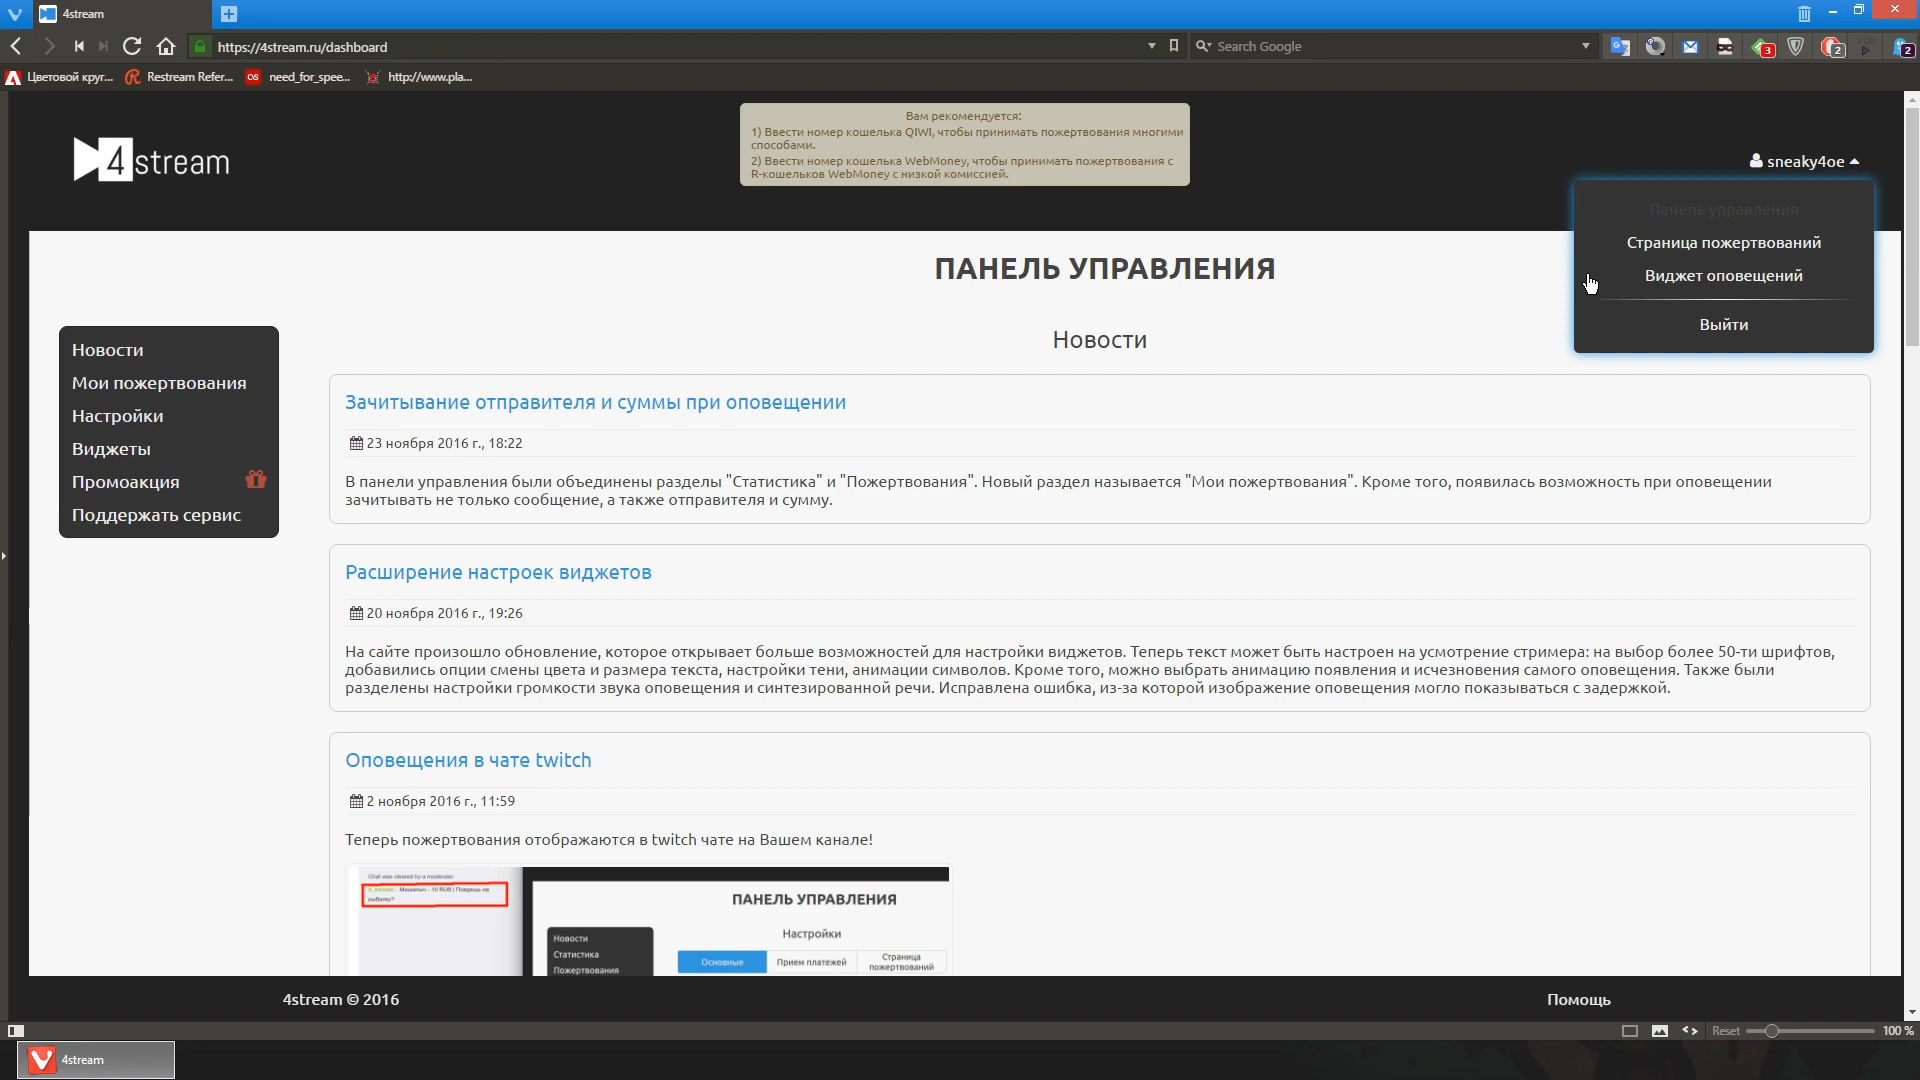 4stream
https://4stream.ru/dashboard
Search Google
3
2
2
Цветовой круг...
Restream Refer...
need_for_spee...
http://www.pla...
4stream
Вам рекомендуется:
1) Ввести номер кошелька QIWI, чтобы принимать пожертвования многими
способами.
2) Ввести номер кошелька WebMoney, чтобы принимать пожертвования с
R-кошельков WebMoney с низкой комиссией.
sneaky4oe
Панель управления
Страница пожертвований
Виджет оповещений
Выйти
ПАНЕЛЬ УПРАВЛЕНИЯ
Новости
Мои пожертвования
Настройки
Виджеты
Промоакция
Поддержать сервис
Новости
Зачитывание отправителя и суммы при оповещении
23 ноября 2016 г., 18:22
В панели управления были объединены разделы "Статистика" и "Пожертвования". Новый раздел называется "Мои пожертвования". Кроме того, появилась возможность при оповещении
зачитывать не только сообщение, а также отправителя и сумму.
Расширение настроек виджетов
20 ноября 2016 г., 19:26
На сайте произошло обновление, которое открывает больше возможностей для настройки виджетов. Теперь текст может быть настроен на усмотрение стримера: на выбор более 50-ти шрифтов,
добавились опции смены цвета и размера текста, настройки тени, анимации символов. Кроме того, можно выбрать анимацию появления и исчезновения самого оповещения. Также были
разделены настройки громкости звука оповещения и синтезированной речи. Исправлена ошибка, из-за которой изображение оповещения могло показываться с задержкой.
Оповещения в чате twitch
2 ноября 2016 г., 11:59
Теперь пожертвования отображаются в twitch чате на Вашем канале!
Chat was cleared by a moderator
рыбалку?
ПАНЕЛЬ УПРАВЛЕНИЯ
Новости
Статистика
Пожертвования
Настройки
Основные
Прием платежей
Страница
пожертвований
4stream © 2016
Помощь
Reset
100 %
4stream